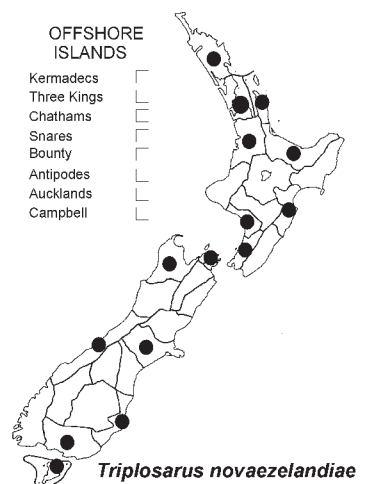 OFFSHORE
ISLANDS
Kermadecs
Three Kings
Chathams
Snares
Bounty
Antipodes
Aucklands
Campbell
Triplosarus novaezelandiae